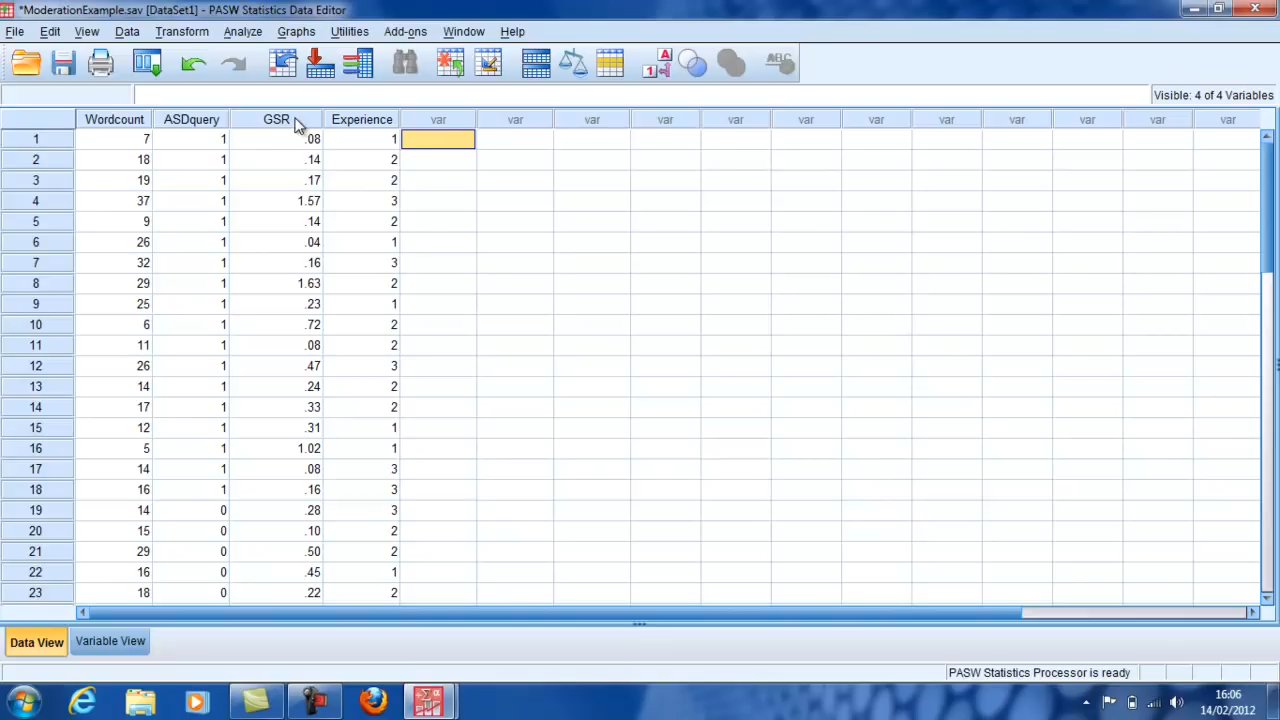 *ModerationExample.sav [DataSet1] - PASW Statistics Data Editor
File Edit View Data Transform Analyze Graphs Utilities Add-ons Window Help
Visible: 4 of 4 Variables
Wordcount ASDquery GSR Experience var var var var var var var var var var var
1 7 1 .08 1
2 18 1 .14 2
3 19 1 .17 2
4 37 1 1.57 3
5 9 1 .14 2
6 26 1 .04 1
7 32 1 .16 3
8 29 1 1.63 2
9 25 1 .23 1
10 6 1 .72 2
11 11 1 .08 2
12 26 1 .47 3
13 14 1 .24 2
14 17 1 .33 2
15 12 1 .31 1
16 5 1 1.02 1
17 14 1 .08 3
18 16 1 .16 3
19 14 0 .28 3
20 15 0 .10 2
21 29 0 .50 2
22 16 0 .45 1
23 18 0 .22 2
Data View Variable View
PASW Statistics Processor is ready
16:06
14/02/2012